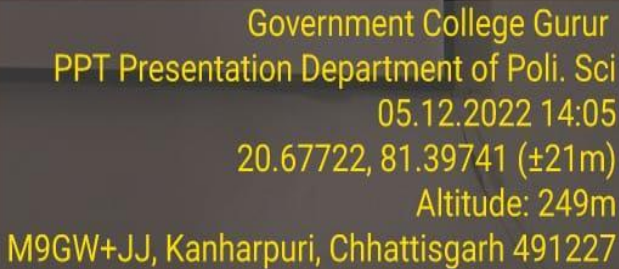 Government College Gurur
PPT Presentation Department of Poli. Sci
05.12.2022 14:05
20.67722, 81.39741 (±21m)
Altitude: 249m
M9GW+JJ, Kanharpuri, Chhattisgarh 491227